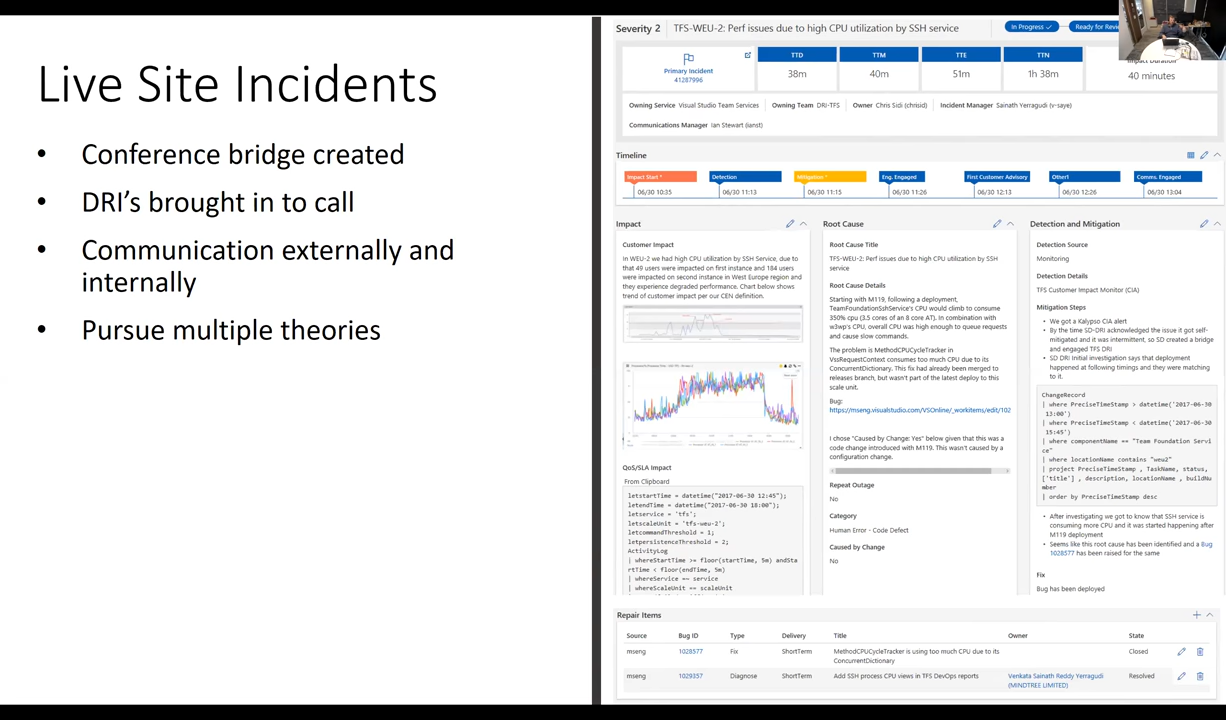 Live Site Incidents
• Conference bridge created
• DRI's brought in to call
• Communication externally and
internally
• Pursue multiple theories
Severity 2 TFS-WEU-2: Perf issues due to high CPU utilization by SSH service In Progress Ready for Revie
Primary Incident
41287996
TTD TTM TTE TTN
38m 40m 51m 1h 38m 40 minutes
Owning Service Visual Studio Team Services Owning Team DRI-TFS Owner Chris Sidi (chrisid) Incident Manager Sainath Yerragudi (v-saye)
Communications Manager Ian Stewart (ianst)
Timeline
Impact Start * Detection Mitigation * Eng. Engaged First Customer Advisory Other1 Comms. Engaged
06/30 10:35 06/30 11:13 06/30 11:15 06/30 11:26 06/30 12:13 06/30 12:26 06/30 13:04
Impact
Customer Impact
In WEU-2 we had high CPU utilization by SSH Service, due to
that 49 users were impacted on first instance and 184 users
were impacted on second instance in West Europe region and
they experience degraded performance. Chart below shows
trend of customer impact per our CEN definition.
QoS/SLA Impact
From Clipboard
letstartTime = datetime("2017-06-30 12:45");
letendTime = datetime("2017-06-30 18:00");
letservice = 'tfs';
letscaleUnit = 'tfs-weu-2';
letcommandThreshold = 1;
letpersistenceThreshold = 2;
ActivityLog
| whereStartTime >= floor(startTime, 5m) andSta
rtTime < floor(endTime, 5m)
| whereService == service
| whereScaleUnit == scaleUnit
Root Cause
Root Cause Title
TFS-WEU-2: Perf issues due to high CPU utilization by SSH
service
Root Cause Details
Starting with M119, following a deployment,
TeamFoundationSshService's CPU would climb to consume
350% cpu (3.5 cores of an 8 core AT). In combination with
w3wp's CPU, overall CPU was high enough to queue requests
and cause slow commands.
The problem is MethodCPUCycleTracker in
VssRequestContext consumes too much CPU due to its
ConcurrentDictionary. This fix had already been merged to
releases branch, but wasn't part of the latest deploy to this
scale unit.
Bug:
https://mseng.visualstudio.com/VSOnline/_workitems/edit/102
I chose "Caused by Change: Yes" below given that this was a
code change introduced with M119. This wasn't caused by a
configuration change.
Repeat Outage
No
Category
Human Error - Code Defect
Caused by Change
No
Detection and Mitigation
Detection Source
Monitoring
Detection Details
TFS Customer Impact Monitor (CIA)
Mitigation Steps
• We got a Kalypso CIA alert
• By the time SD-DRI acknowledged the issue it got self-
mitigated and it was intermittent, so SD created a bridge
and engaged TFS DRI
• SD DRI Initial investigation says that deployment
happened at following timings and they were matching
to it.
ChangeRecord
| where PreciseTimeStamp > datetime('2017-06-30
13:00')
| where PreciseTimeStamp < datetime('2017-06-30
15:45')
| where componentName == "Team Foundation Servi
ce"
| where locationName contains "weu2"
| project PreciseTimeStamp , TaskName, status,
['title'] , description, locationName , buildNu
mber
| order by PreciseTimeStamp desc
• After investigating we got to know that SSH service is
consuming more CPU and it was started happening after
M119 deployment
• Seems like this root cause has been identified and a Bug
1028577 has been raised for the same
Fix
Bug has been deployed
Repair Items
Source Bug ID Type Delivery Title Owner State
mseng 1028577 Fix ShortTerm MethodCPUCycleTracker is using too much CPU due to its
ConcurrentDictionary Closed
mseng 1029357 Diagnose ShortTerm Add SSH process CPU views in TFS DevOps reports Venkata Sainath Reddy Yerragudi
(MINDTREE LIMITED) Resolved